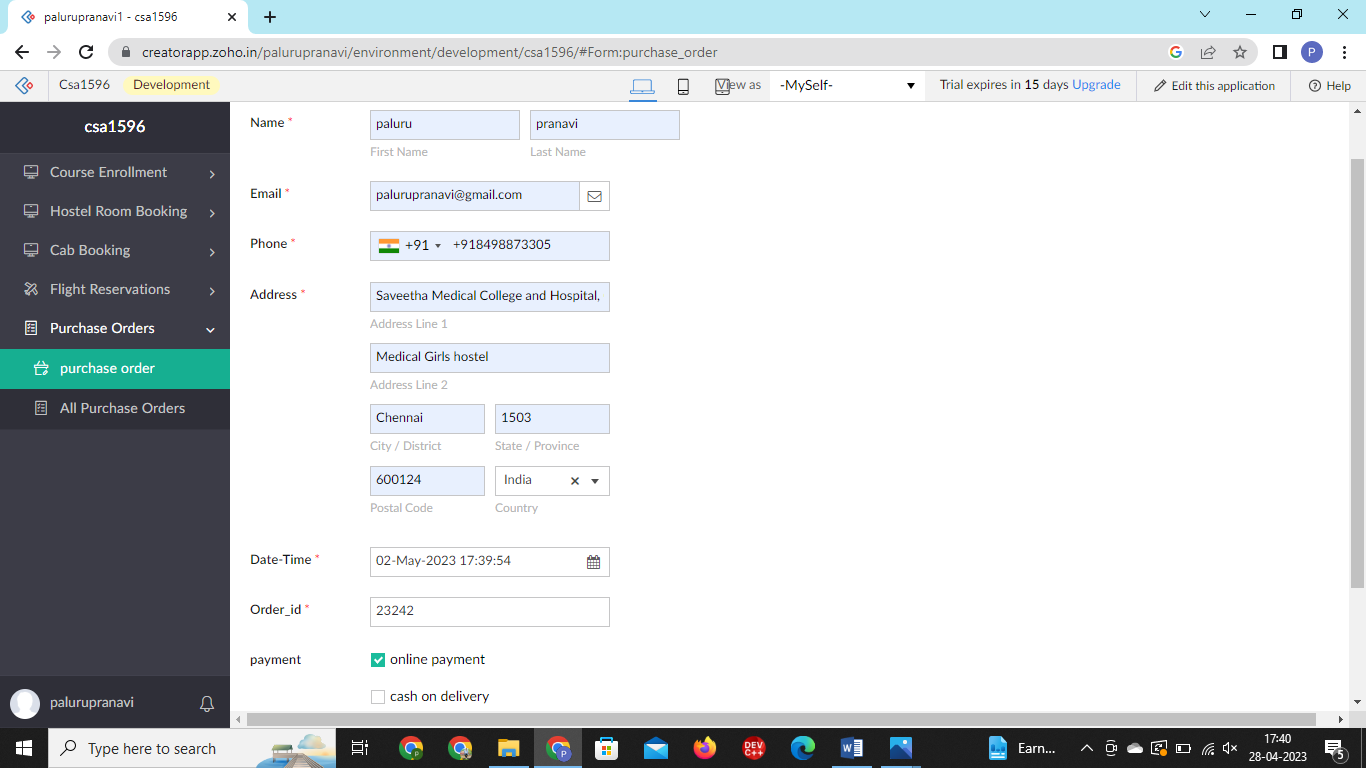 palurupranavi1 - csa1596
creatorapp.zoho.in/palurupranavi/environment/development/csa1596/#Form:purchase_order
P
Csa1596 Development
View as -MySelf-
Trial expires in 15 days Upgrade
Edit this application
Help
csa1596
Course Enrollment
Hostel Room Booking
Cab Booking
Flight Reservations
Purchase Orders
purchase order
All Purchase Orders
palurupranavi
Name *
paluru pranavi
First Name Last Name
Email *
palurupranavi@gmail.com
Phone *
+91 +918498873305
Address *
Saveetha Medical College and Hospital,
Address Line 1
Medical Girls hostel
Address Line 2
Chennai 1503
City / District State / Province
600124 India
Postal Code Country
Date-Time *
02-May-2023 17:39:54
Order_id *
23242
payment
online payment
cash on delivery
Type here to search
P
P
DEV
C++
W
Earn...
17:40
28-04-2023
5